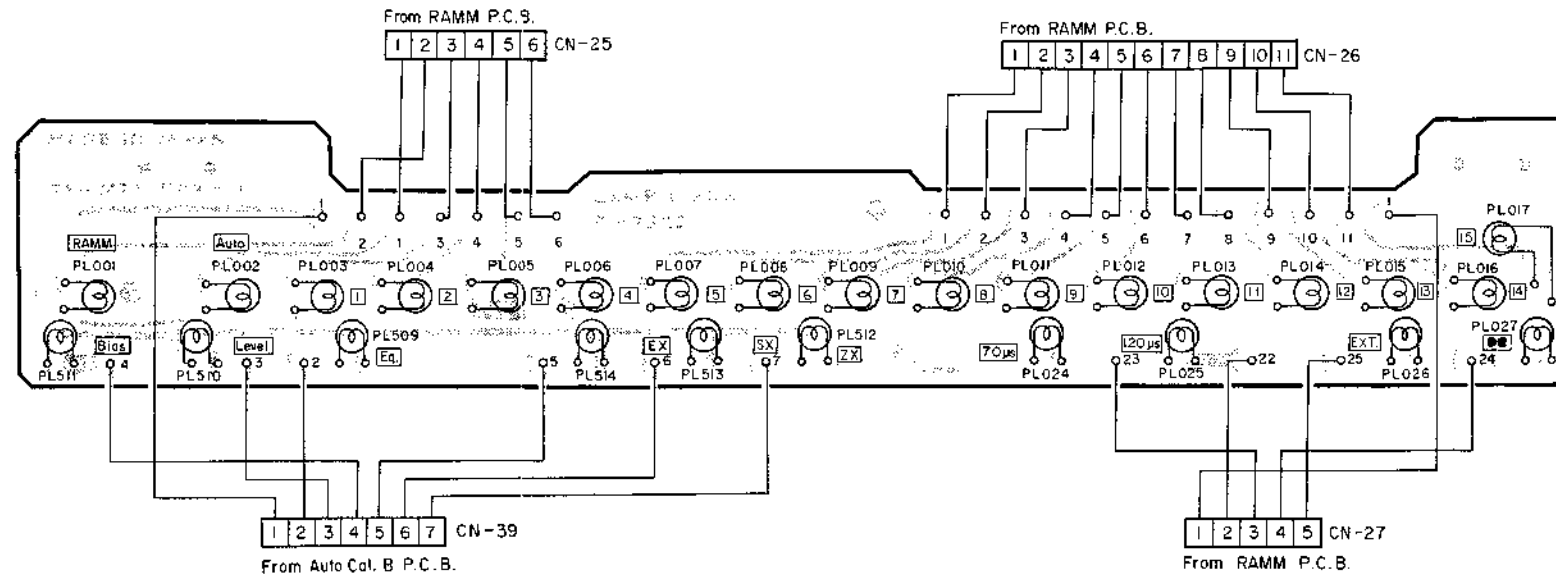 From RAMM P.C.B.
1 2 3 4 5 6 CN-25
From RAMM P.C.B.
1 2 3 4 5 6 7 8 9 10 11 CN-26
1 1
2 1 3 4 5 6
1 2 3 4 5 6 7 8 9 10 11
PL017
15
RAMM Auto
PL001 PL002 PL003 PL004 PL005 PL006 PL007 PL008 PL009 PL010 PL011 PL012 PL013 PL014 PL015 PL016
1 2 3 4 5 6 7 8 9 10 11 12 13 14
PL509 PL512 PL027
Bias Level Eq. EX SX ZX 70µs 120µs EXT.
4 3 2 5 6 7 23 22 25 24
PL511 PL510 PL514 PL513 PL024 PL025 PL026
1 2 3 4 5 6 7 CN-39
From Auto Cal. B P.C.B.
1 2 3 4 5 CN-27
From RAMM P.C.B.